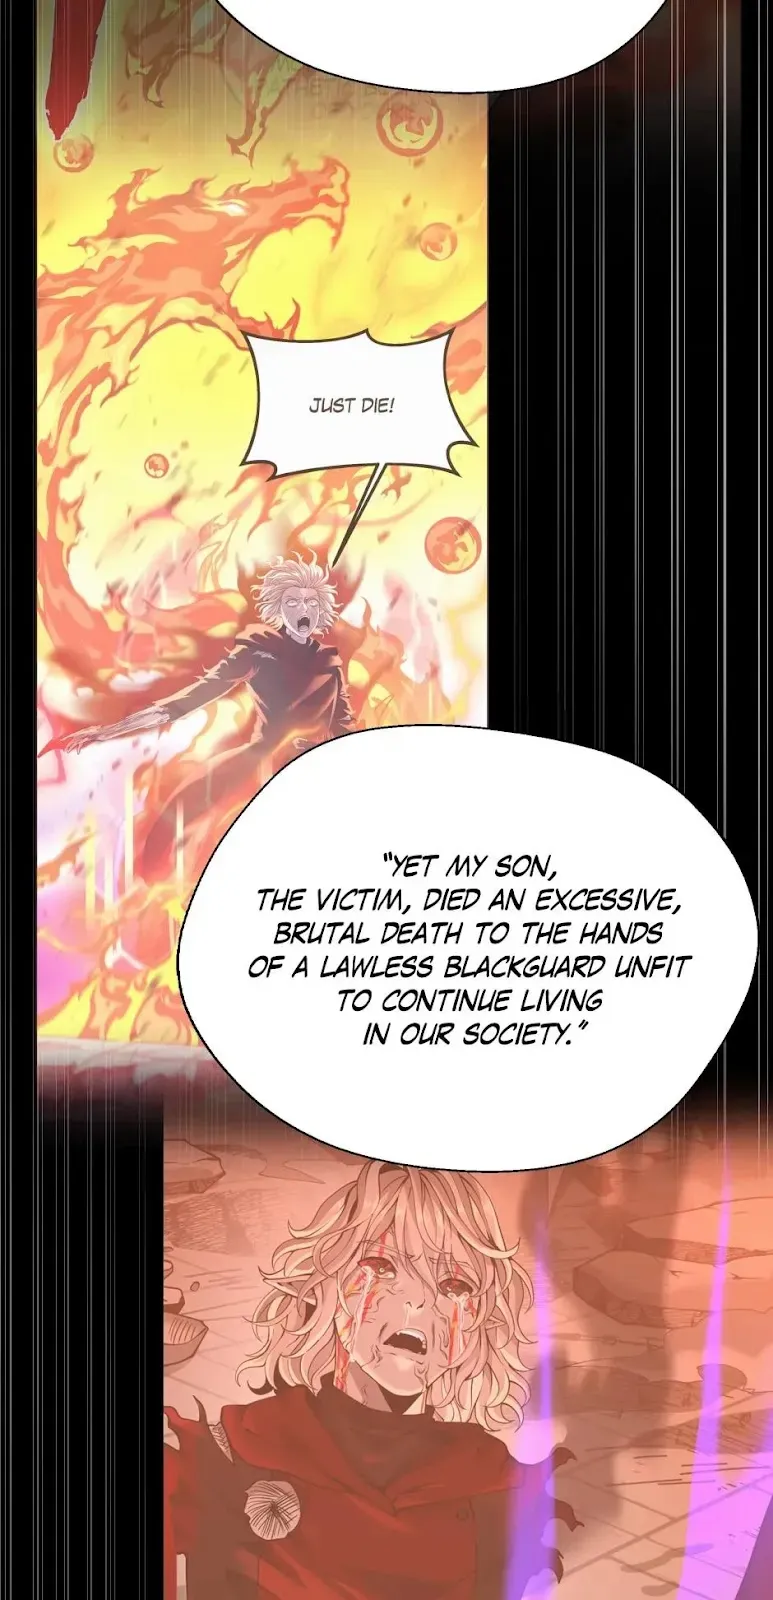 JUST DIE!
"YET MY SON,
THE VICTIM, DIED AN EXCESSIVE,
BRUTAL DEATH TO THE HANDS
OF A LAWLESS BLACKGUARD UNFIT
TO CONTINUE LIVING
IN OUR SOCIETY."